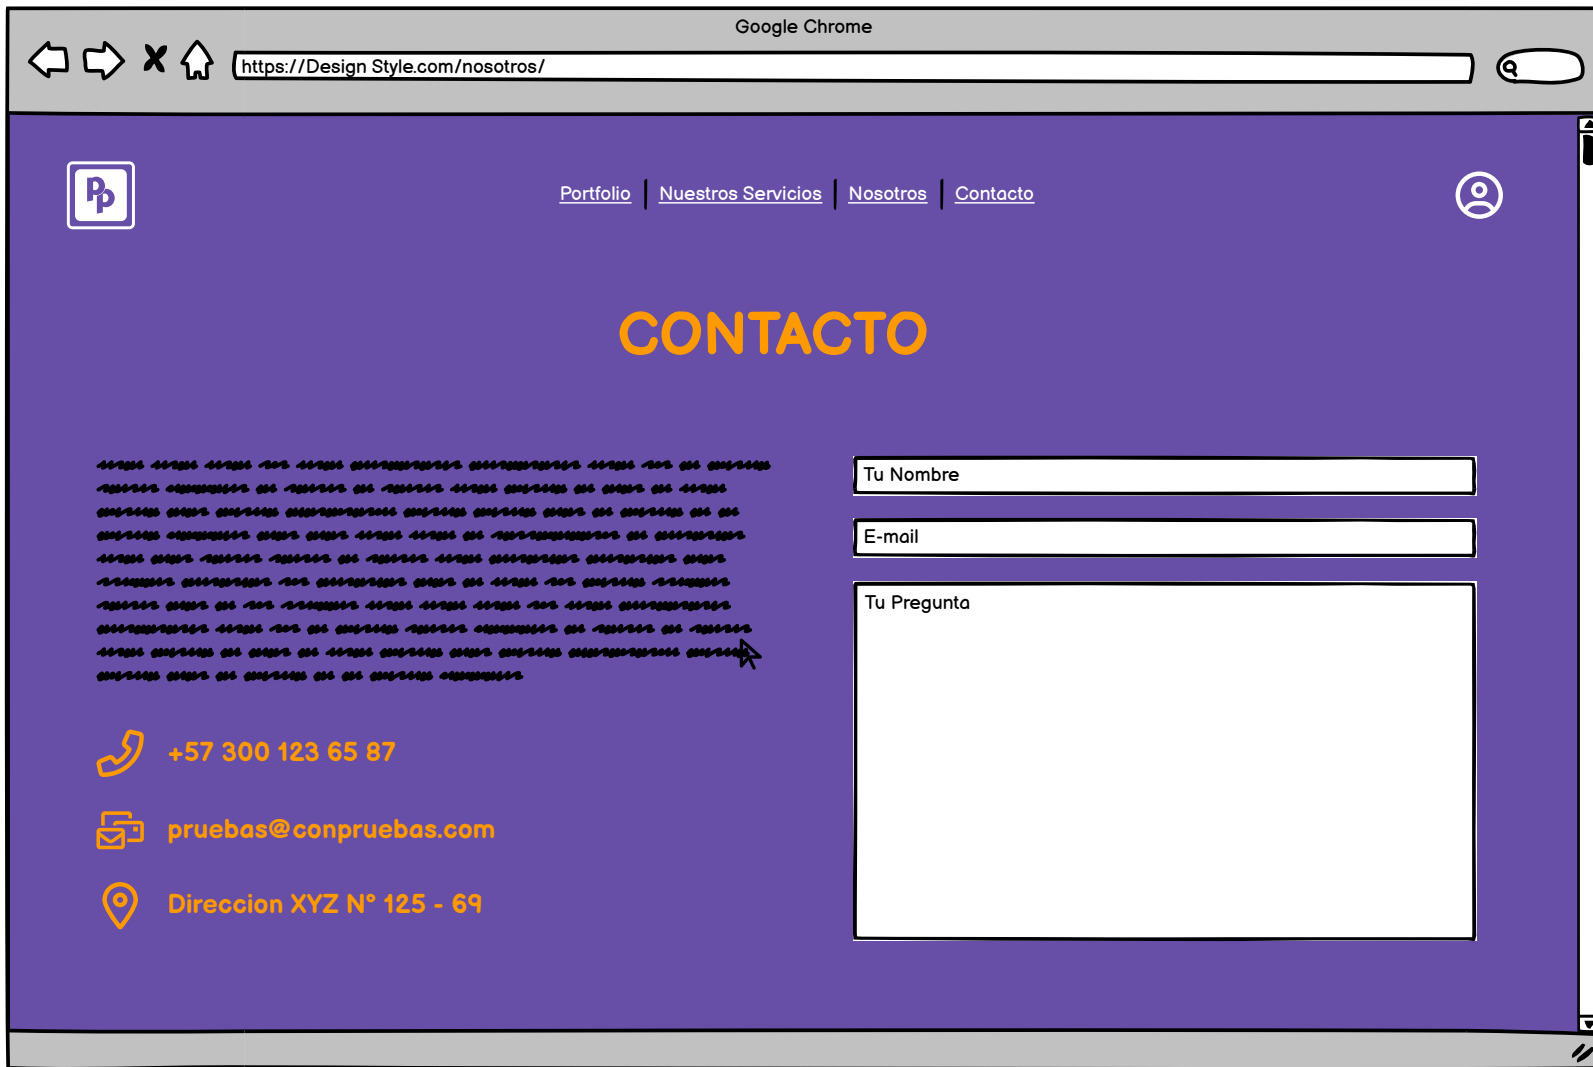 Google Chrome
https://Design Style.com/nosotros/
Pp
Portfolio | Nuestros Servicios | Nosotros | Contacto
CONTACTO
Tu Nombre
E-mail
Tu Pregunta
+57 300 123 65 87
pruebas@conpruebas.com
Direccion XYZ N° 125 - 69